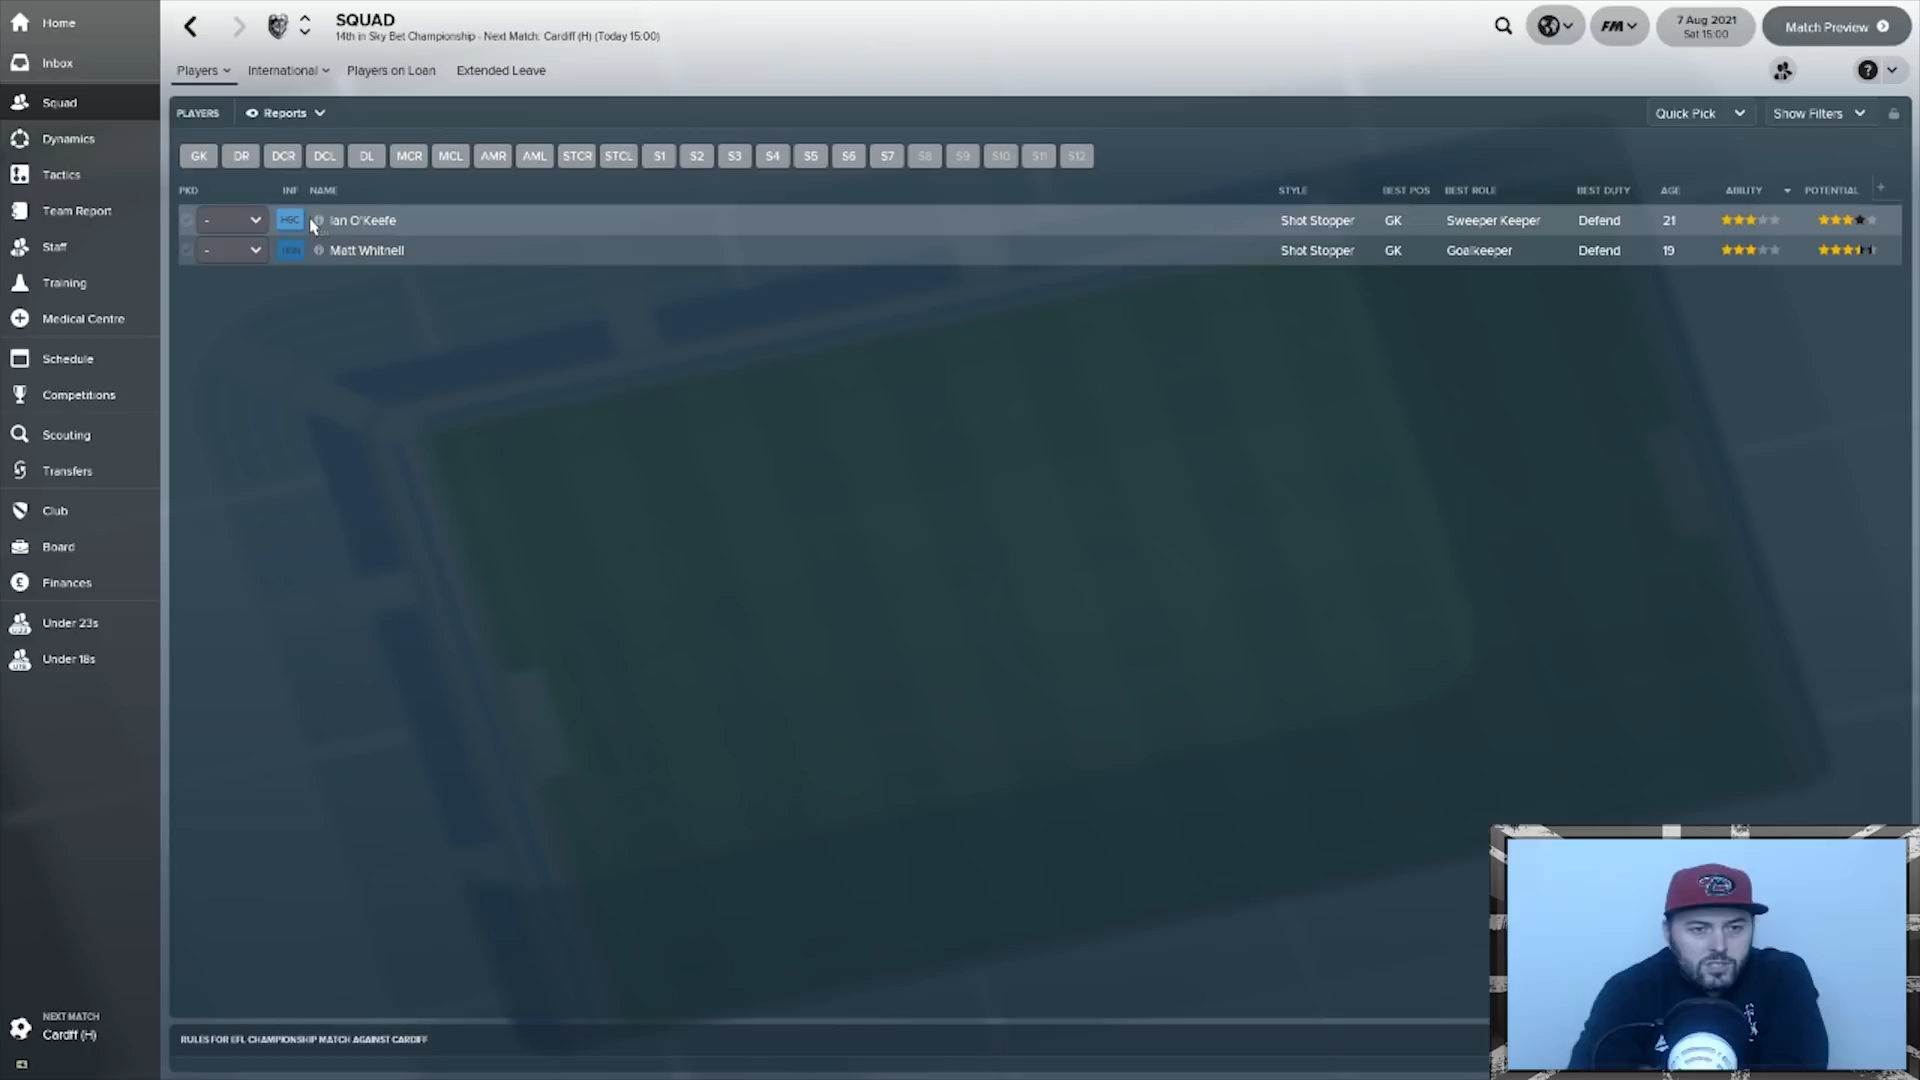 Home
Inbox
Squad
Dynamics
Tactics
Team Report
Staff
Training
Medical Centre
Schedule
Competitions
Scouting
Transfers
Club
Board
Finances
Under 23s
Under 18s
NEXT MATCH
Cardiff (H)
SQUAD
14th in Sky Bet Championship - Next Match: Cardiff (H) (Today 15:00)
FM
7 Aug 2021
Sat 15:00
Match Preview
Players International Players on Loan Extended Leave
?
PLAYERS Reports Quick Pick Show Filters
GK DR DCR DCL DL MCR MCL AMR AML STCR STCL S1 S2 S3 S4 S5 S6 S7 S8 S9 S10 S11 S12
PKD INF NAME STYLE BEST POS BEST ROLE BEST DUTY AGE ABILITY POTENTIAL +
- HGC Ian O'Keefe Shot Stopper GK Sweeper Keeper Defend 21
- Matt Whitnell Shot Stopper GK Goalkeeper Defend 19
RULES FOR EFL CHAMPIONSHIP MATCH AGAINST CARDIFF